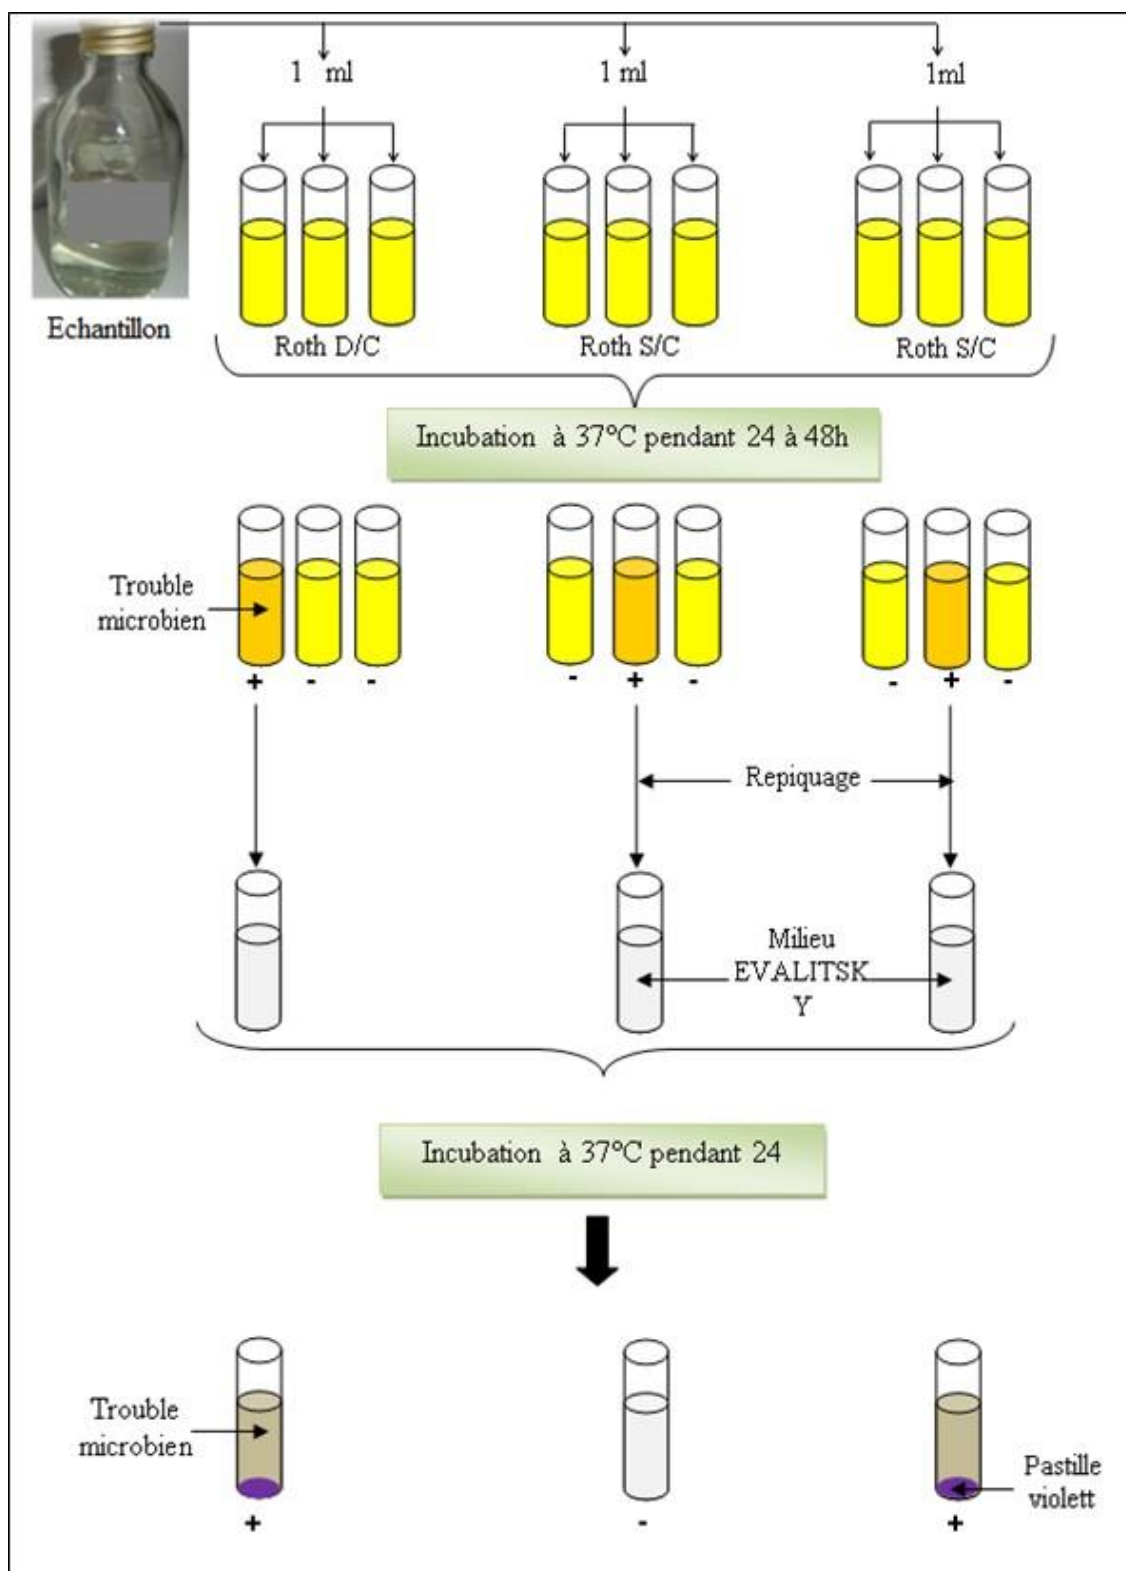 1 ml
1 ml
1ml
Echantillon
Roth D/C
Roth S/C
Roth S/C
Incubation à 37°C pendant 24 à 48h
Trouble
microbien
+
-
-
-
+
-
-
+
-
Repiquage
Milieu
EVALITSK
Y
Incubation à 37°C pendant 24
Trouble
microbien
Pastille
violett
+
-
+